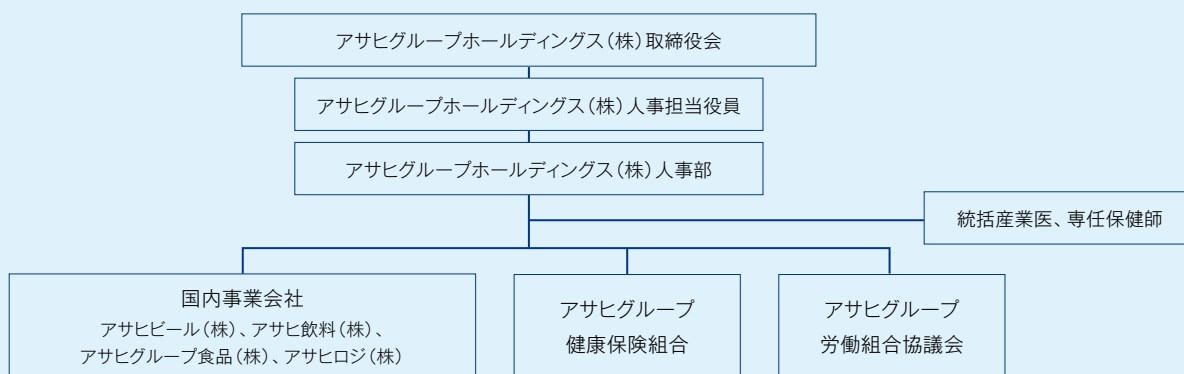 アサヒグループホールディングス(株)取締役会
アサヒグループホールディングス(株)人事担当役員
アサヒグループホールディングス(株)人事部
統括産業医、専任保健師
国内事業会社
アサヒビール(株)、アサヒ飲料(株)、
アサヒグループ食品(株)、アサヒロジ(株)
アサヒグループ
健康保険組合
アサヒグループ
労働組合協議会